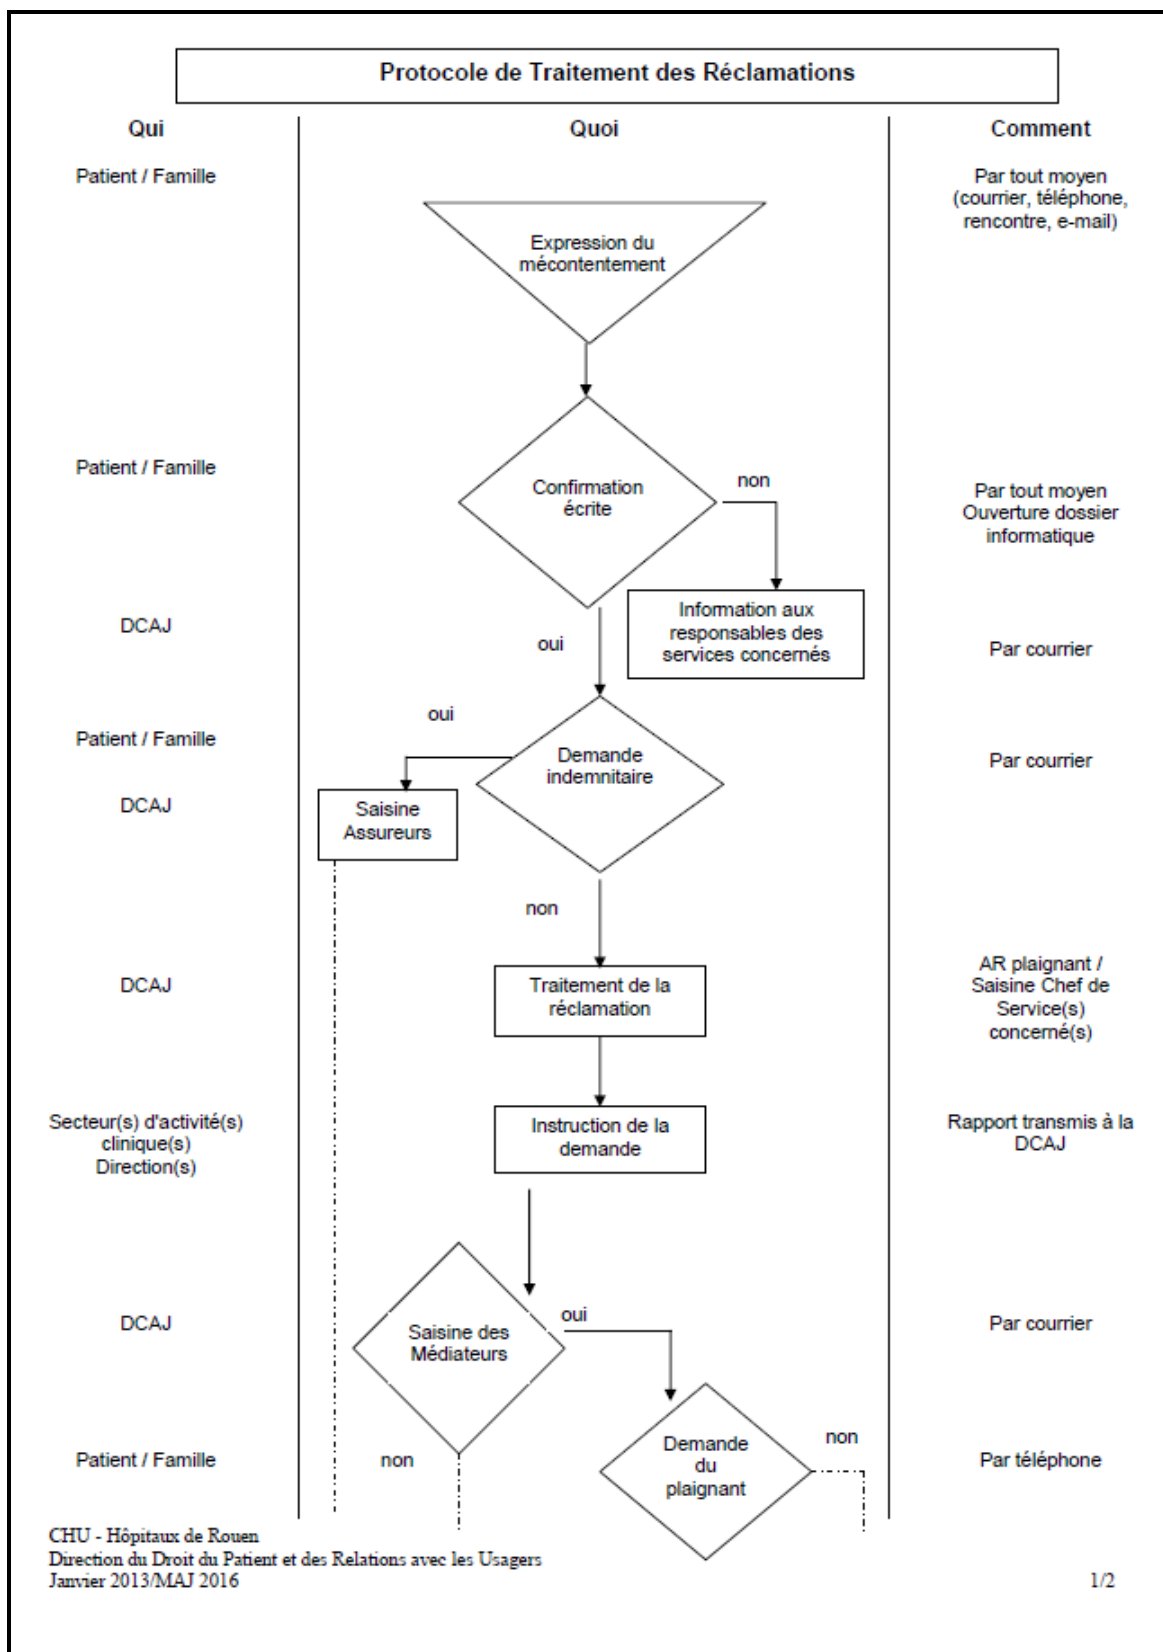 Protocole de Traitement des Réclamations
Qui
Quoi
Comment
Patient / Famille
Par tout moyen
(courrier, téléphone,
rencontre, e-mail)
Expression du
mécontentement
Patient / Famille
Confirmation
écrite
non
Par tout moyen
Ouverture dossier
informatique
DCAJ
oui
Information aux
responsables des
services concernés
Par courrier
Patient / Famille
oui
Demande
indemnitaire
Par courrier
DCAJ
Saisine
Assureurs
non
DCAJ
Traitement de la
réclamation
AR plaignant /
Saisine Chef de
Service(s)
concerné(s)
Secteur(s) d'activité(s)
clinique(s)
Direction(s)
Instruction de la
demande
Rapport transmis à la
DCAJ
DCAJ
Saisine des
Médiateurs
oui
Par courrier
Patient / Famille
non
Demande
du
plaignant
non
Par téléphone
CHU - Hôpitaux de Rouen
Direction du Droit du Patient et des Relations avec les Usagers
Janvier 2013/MAJ 2016
1/2